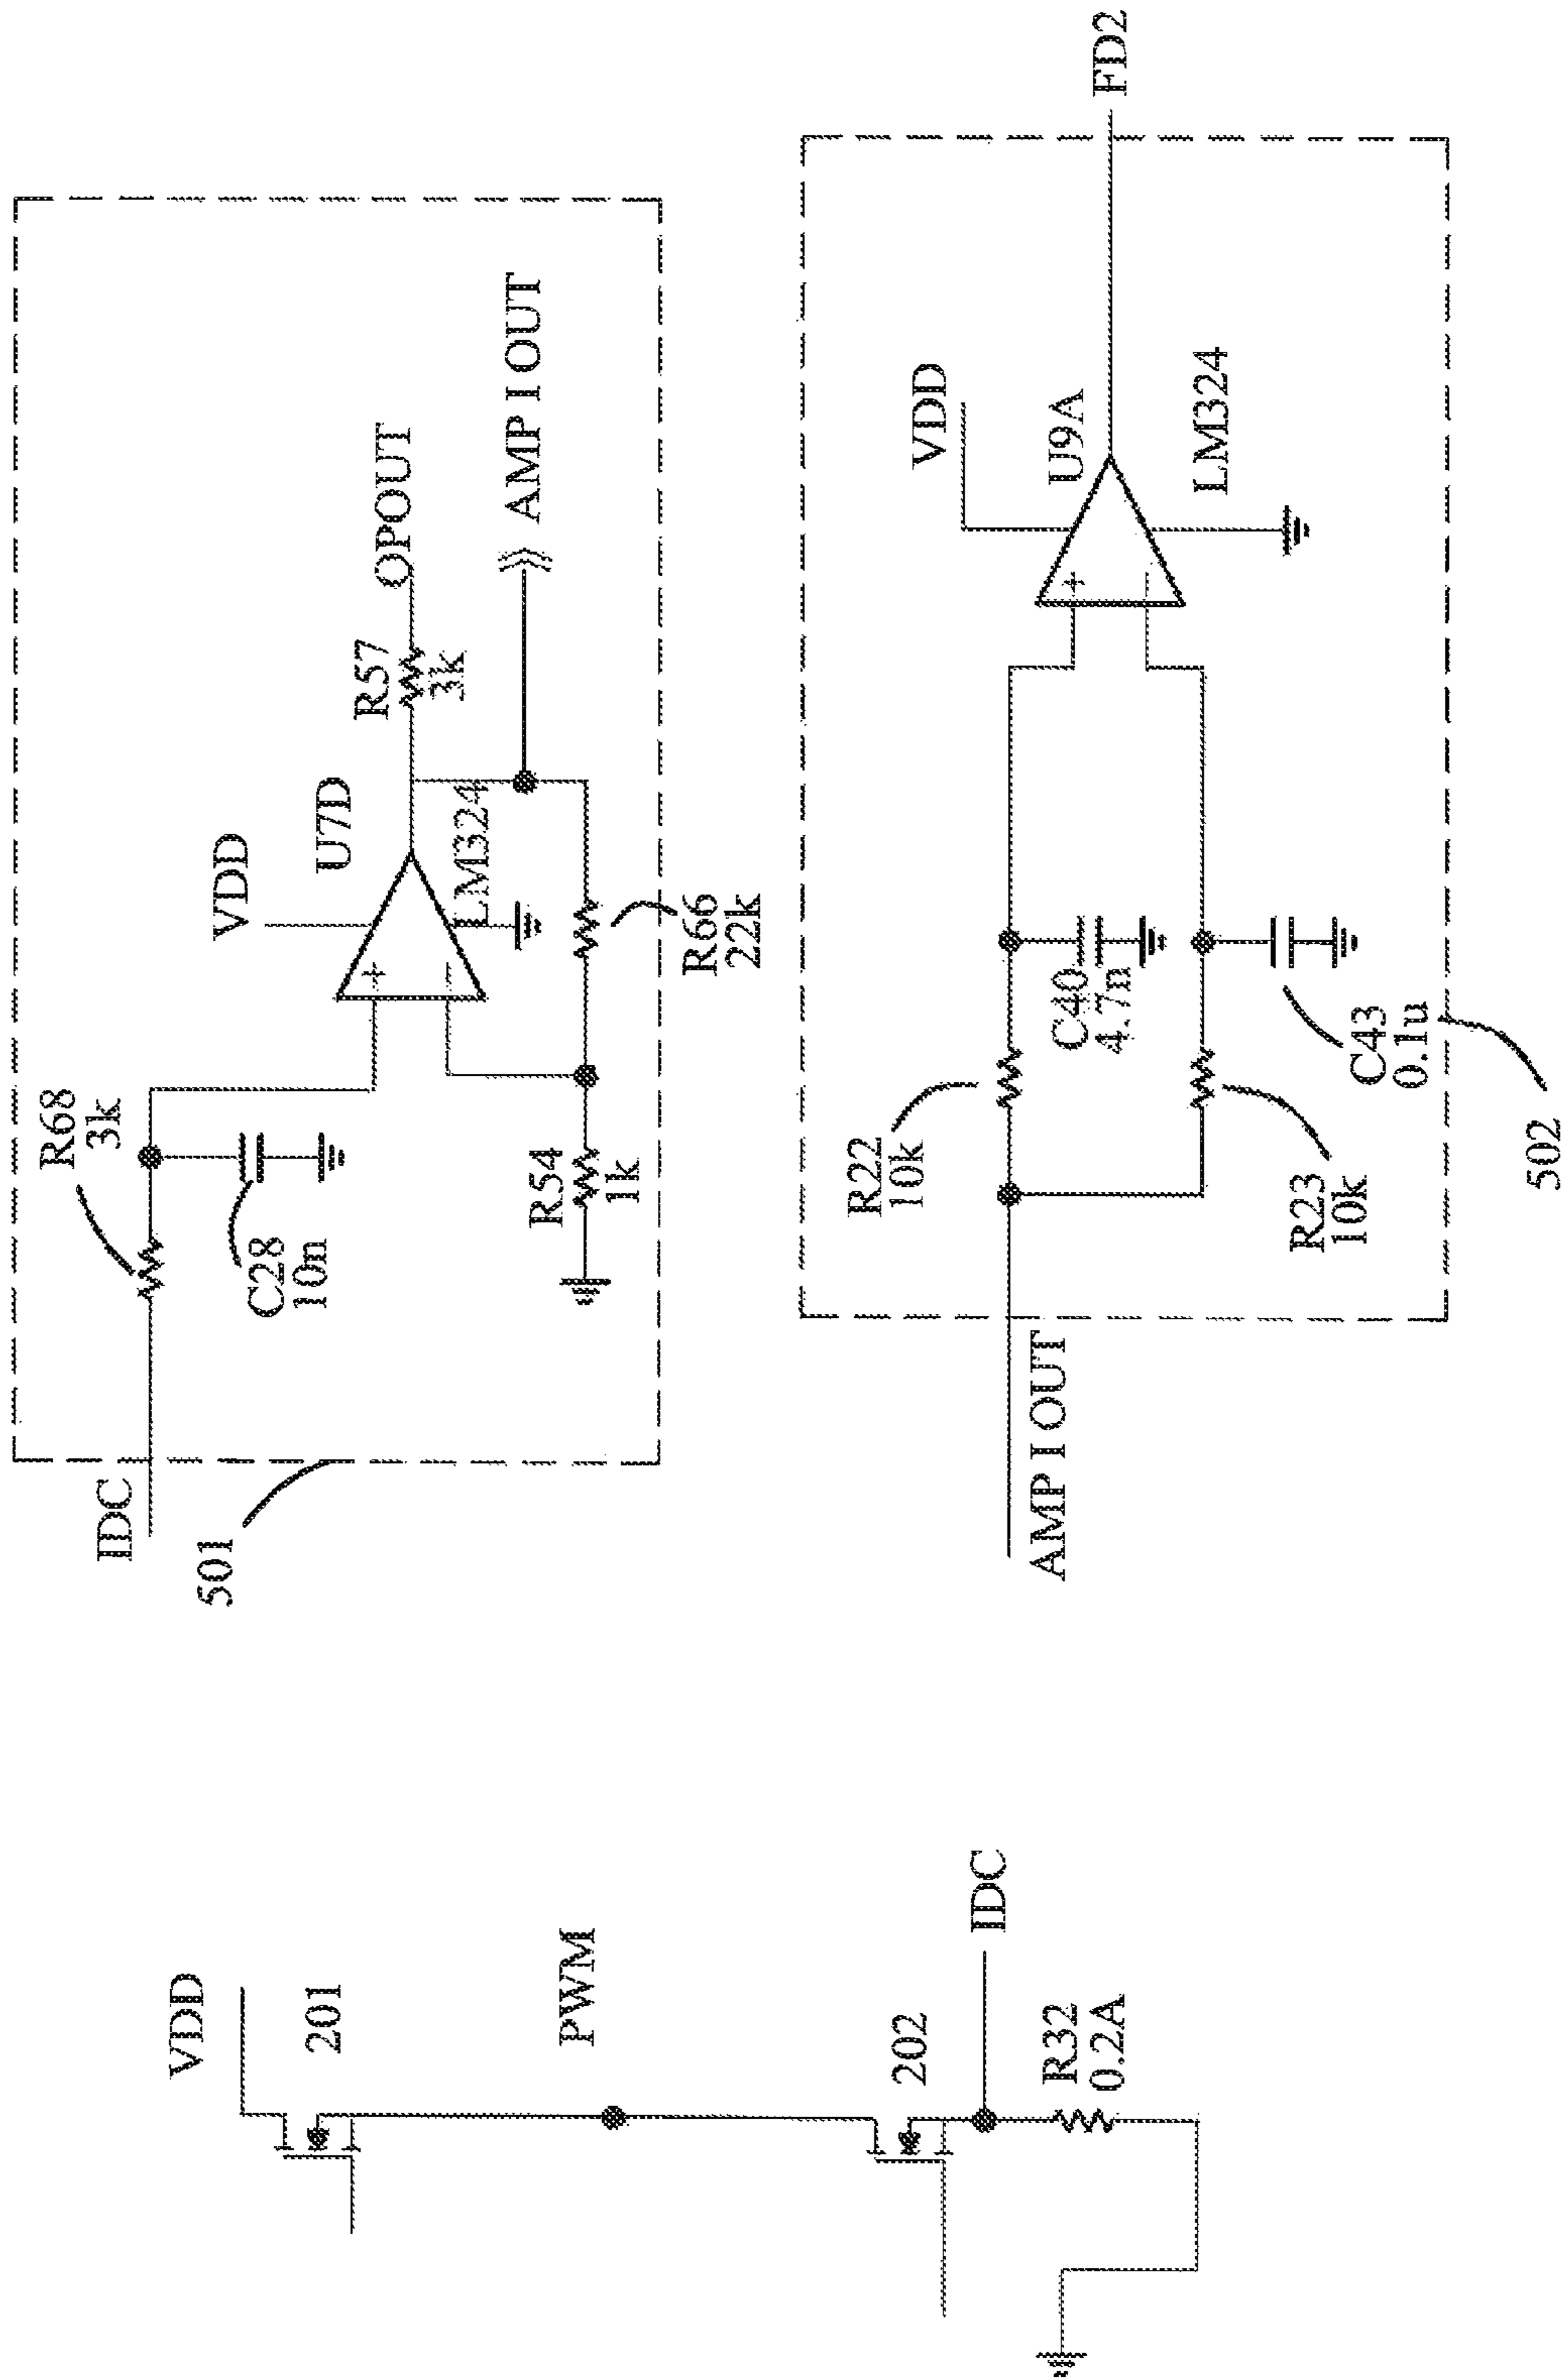 VDD
201
PWM
202
IDC
R32
0.2A
IDC
501
R68
3k
C28
10n
VDD
U7D
LM324
R54
1k
R66
22k
R57
3k
OPOUT
AMP I OUT
AMP I OUT
R22
10k
R23
10k
C40
4.7n
C43
0.1u
VDD
U9A
LM324
FD2
502